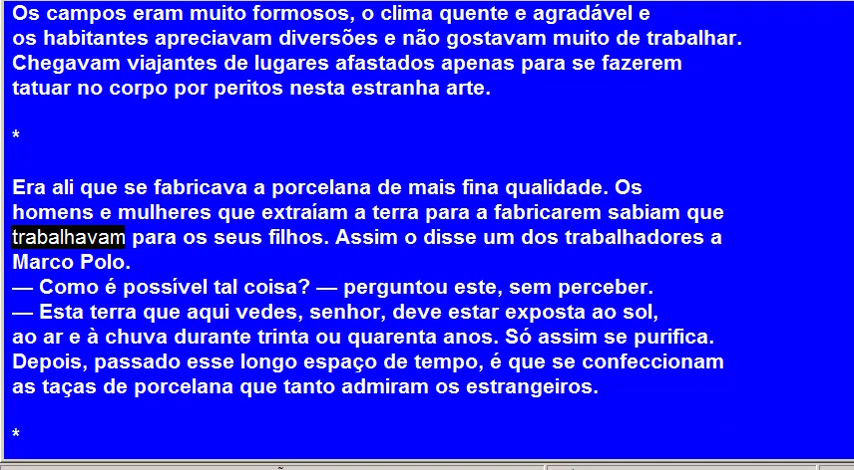 Os campos eram muito formosos, o clima quente e agradável e
os habitantes apreciavam diversões e não gostavam muito de trabalhar.
Chegavam viajantes de lugares afastados apenas para se fazerem
tatuar no corpo por peritos nesta estranha arte.
*
Era ali que se fabricava a porcelana de mais fina qualidade. Os
homens e mulheres que extraíam a terra para a fabricarem sabiam que
trabalhavam para os seus filhos. Assim o disse um dos trabalhadores a
Marco Polo.
— Como é possível tal coisa? — perguntou este, sem perceber.
— Esta terra que aqui vedes, senhor, deve estar exposta ao sol,
ao ar e à chuva durante trinta ou quarenta anos. Só assim se purifica.
Depois, passado esse longo espaço de tempo, é que se confeccionam
as taças de porcelana que tanto admiram os estrangeiros.
*